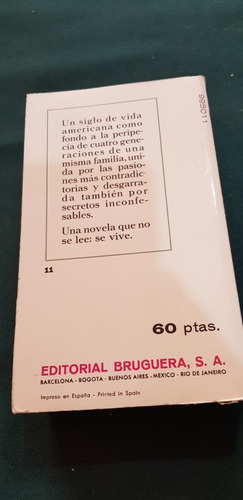 995011
Un siglo de vida
americana como
fondo a la peripe-
cia de cuatro gene-
raciones de una
misma familia, uni-
da por las pasio-
nes más contradic-
torias y desgarra-
da también por
secretos inconfe-
sables.
Una novela que no
se lee: se vive.
11
60 ptas.
EDITORIAL BRUGUERA, S. A.
BARCELONA - BOGOTA - BUENOS AIRES - MEXICO - RIO DE JANEIRO
Impreso en España - Printed in Spain